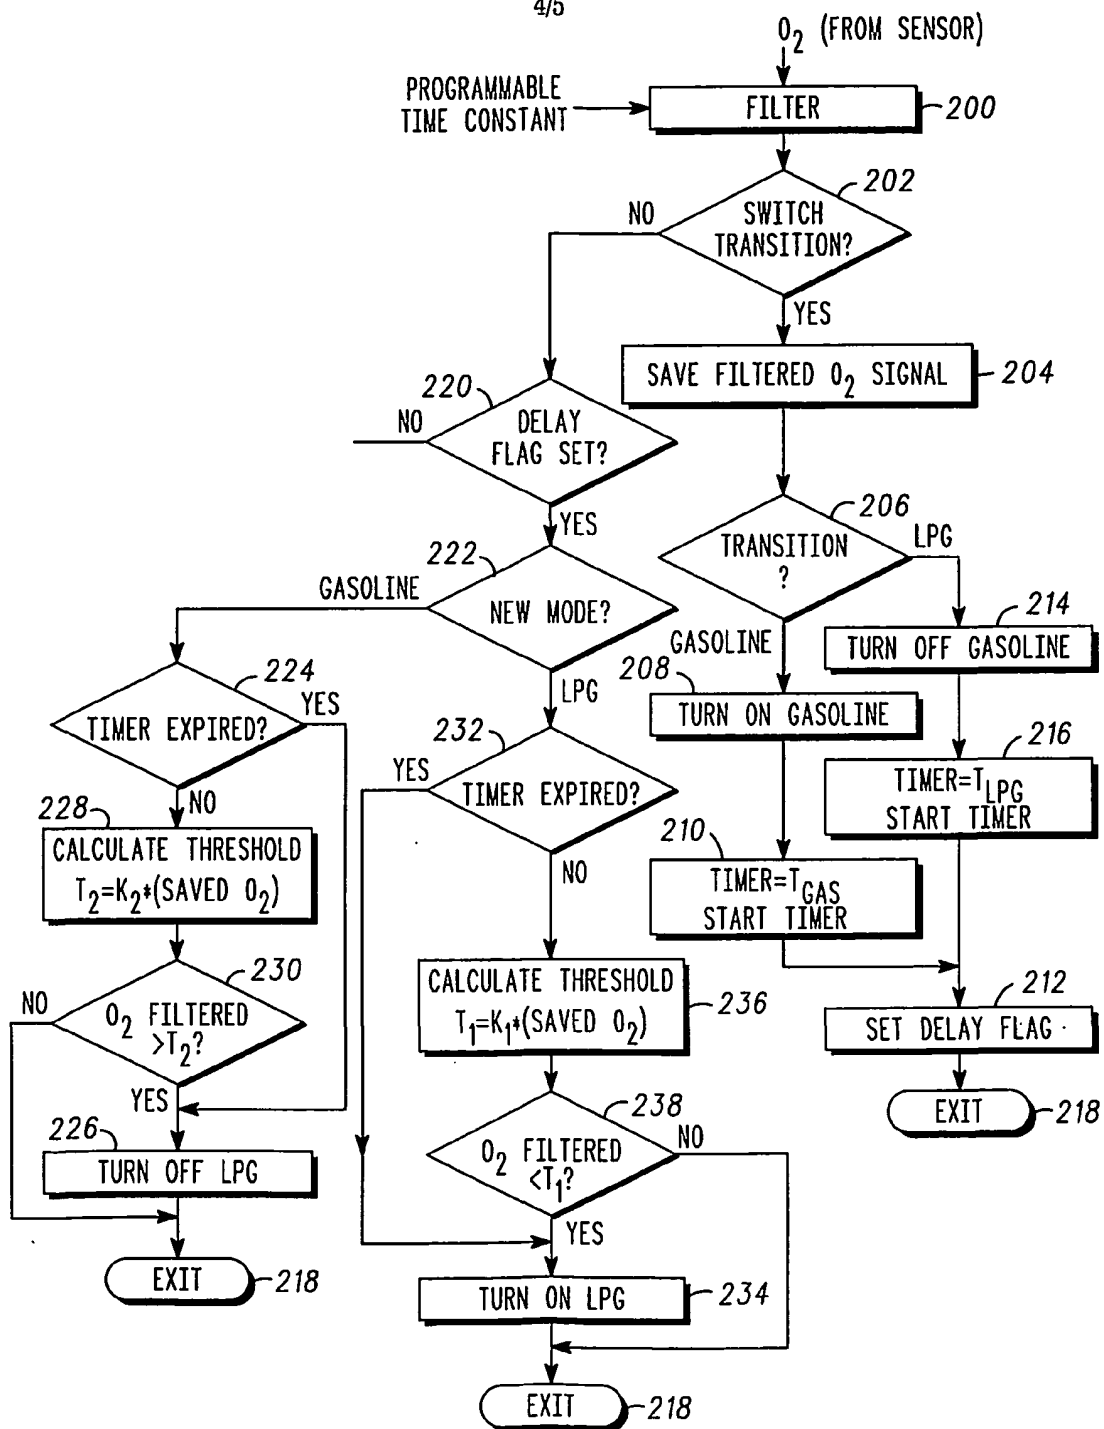 4/5
O2 (FROM SENSOR)
PROGRAMMABLE
TIME CONSTANT
FILTER
200
202
SWITCH
TRANSITION?
NO
YES
SAVE FILTERED O2 SIGNAL
204
220
DELAY
FLAG SET?
NO
YES
206
TRANSITION
?
LPG
GASOLINE
222
NEW MODE?
GASOLINE
LPG
214
TURN OFF GASOLINE
208
TURN ON GASOLINE
224
TIMER EXPIRED?
YES
NO
232
TIMER EXPIRED?
YES
NO
216
TIMER=TLPG
START TIMER
228
CALCULATE THRESHOLD
T2=K2*(SAVED O2)
210
TIMER=TGAS
START TIMER
230
O2 FILTERED
>T2?
NO
YES
CALCULATE THRESHOLD
T1=K1*(SAVED O2)
236
212
SET DELAY FLAG
EXIT
218
238
O2 FILTERED
<T1?
NO
YES
226
TURN OFF LPG
EXIT
218
TURN ON LPG
234
EXIT
218